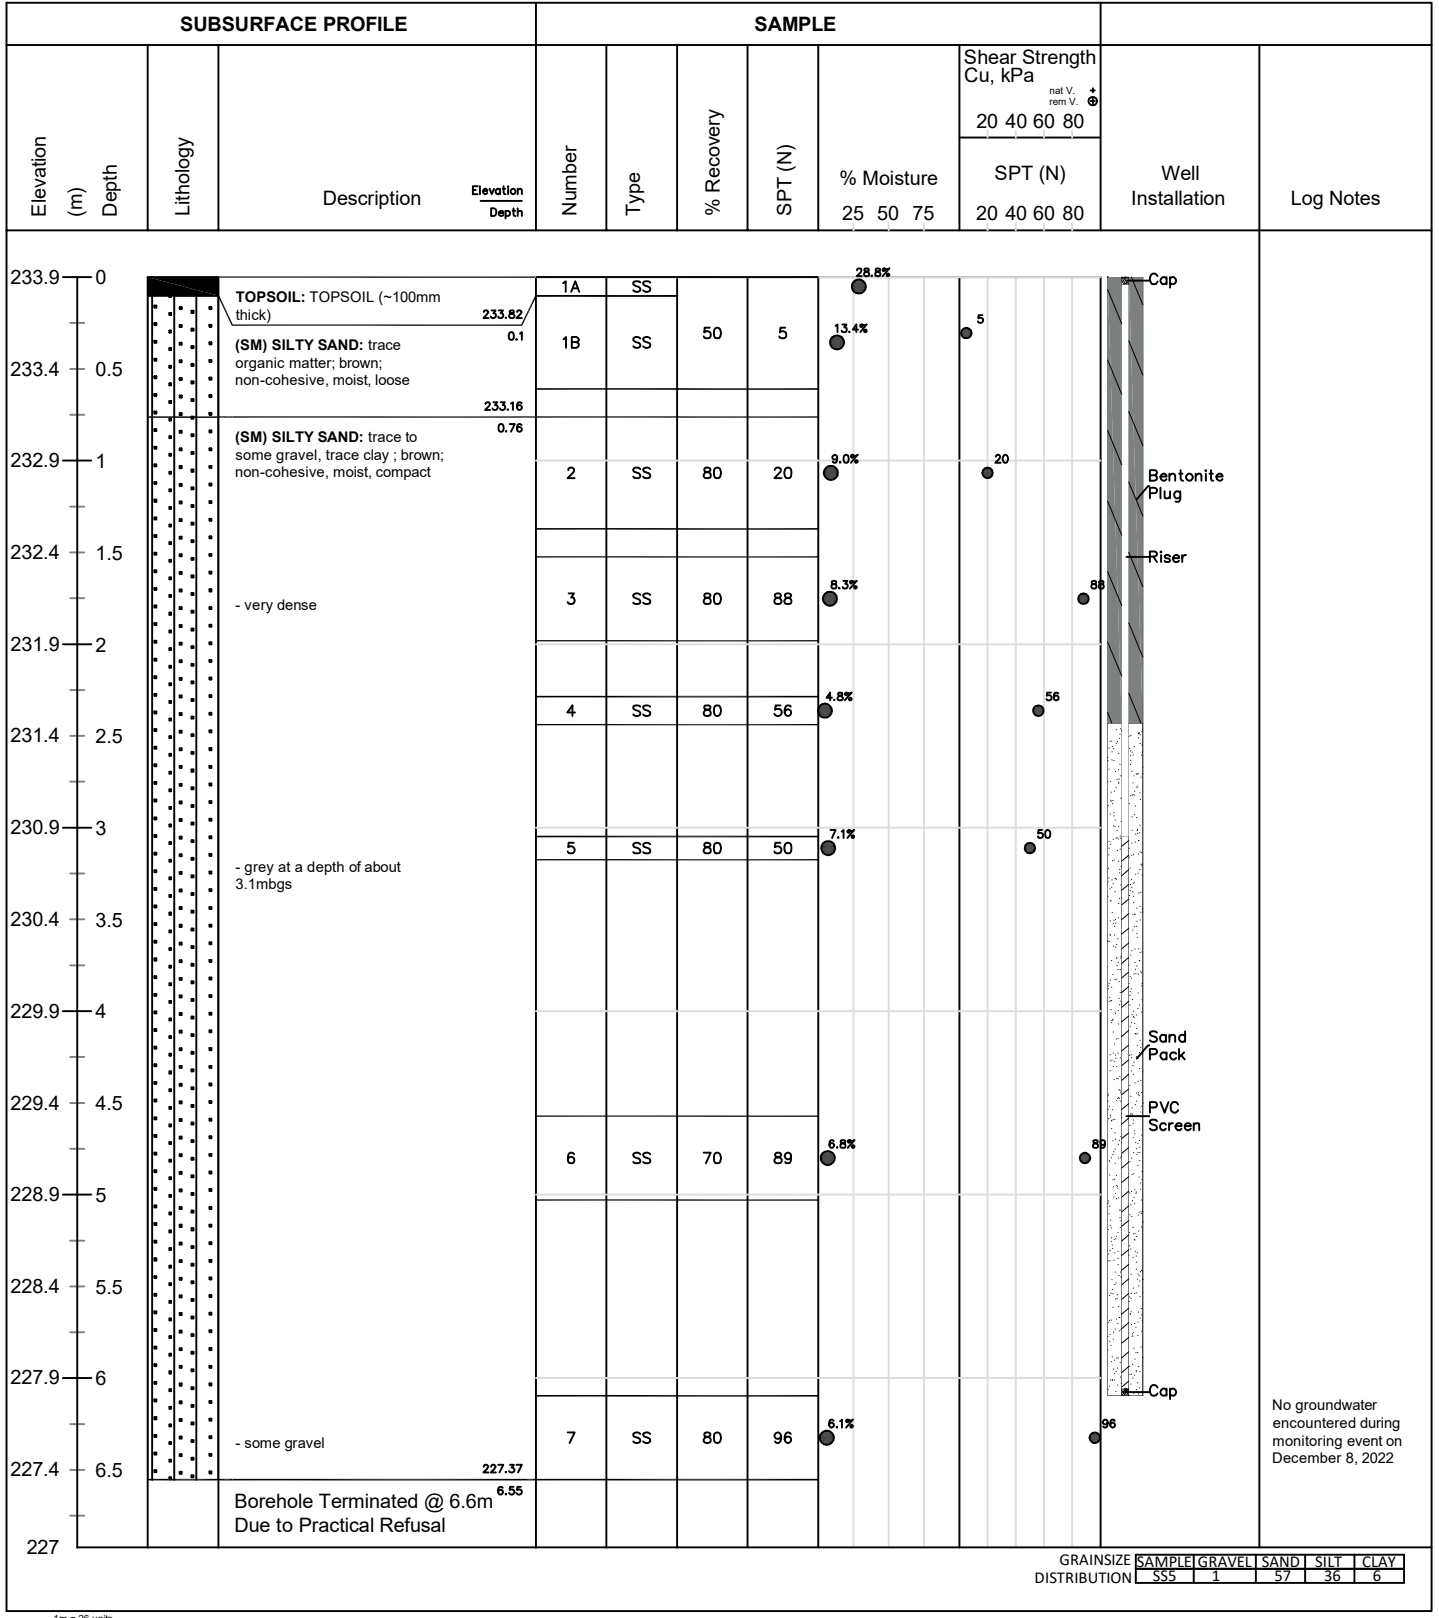 SUBSURFACE PROFILE
SAMPLE
Elevation
(m)
Depth
Lithology
Description
Elevation
Depth
Number
Type
% Recovery
SPT (N)
% Moisture
25 50 75
Shear Strength
Cu, kPa
nat V. +
rem V. ⊕
20 40 60 80
SPT (N)
20 40 60 80
Well
Installation
Log Notes
233.9 0
TOPSOIL: TOPSOIL (~100mm
thick)
233.82
0.1
1A SS
28.8%
Cap
(SM) SILTY SAND: trace
organic matter; brown;
non-cohesive, moist, loose
1B SS 50 5
13.4%
5
233.4 0.5
233.16
0.76
(SM) SILTY SAND: trace to
some gravel, trace clay ; brown;
non-cohesive, moist, compact
232.9 1
2 SS 80 20
9.0%
20
Bentonite
Plug
232.4 1.5
Riser
- very dense
3 SS 80 88
8.3%
88
231.9 2
4 SS 80 56
4.8%
56
231.4 2.5
230.9 3
5 SS 80 50
7.1%
50
- grey at a depth of about
3.1mbgs
230.4 3.5
229.9 4
Sand
Pack
229.4 4.5
PVC
Screen
6 SS 70 89
6.8%
89
228.9 5
228.4 5.5
227.9 6
Cap
- some gravel
7 SS 80 96
6.1%
96
No groundwater
encountered during
monitoring event on
December 8, 2022
227.4 6.5
227.37
6.55
Borehole Terminated @ 6.6m
Due to Practical Refusal
227
GRAINSIZE
DISTRIBUTION
SAMPLE GRAVEL SAND SILT CLAY
SS5 1 57 36 6
1m = 26 units